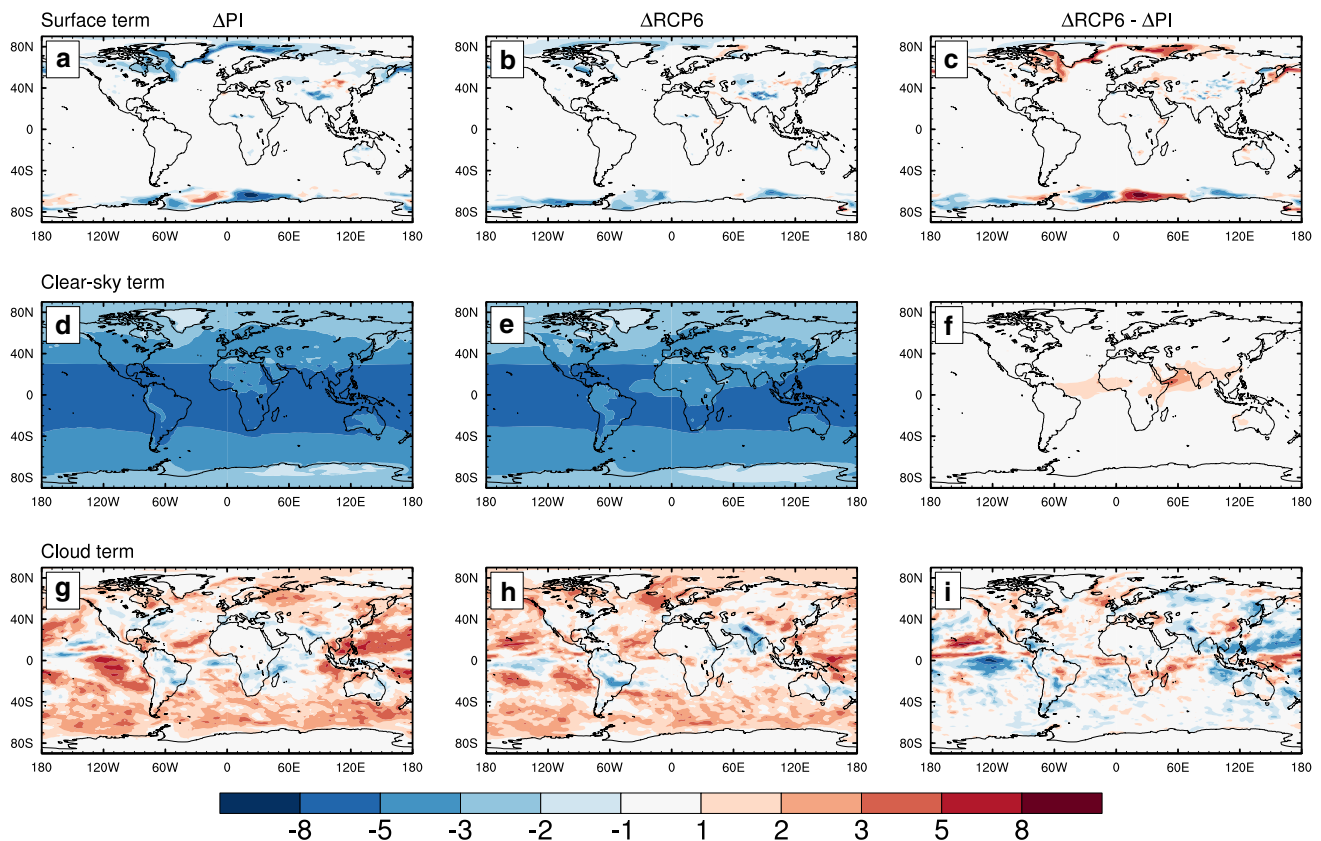 Surface term ΔPI ΔRCP6 ΔRCP6 - ΔPI
80N 80N 80N
a b c
40N 40N 40N
0 0 0
40S 40S 40S
80S 80S 80S
180 120W 60W 0 60E 120E 180 180 120W 60W 0 60E 120E 180 180 120W 60W 0 60E 120E 180
Clear-sky term
80N 80N 80N
d e f
40N 40N 40N
0 0 0
40S 40S 40S
80S 80S 80S
180 120W 60W 0 60E 120E 180 180 120W 60W 0 60E 120E 180 180 120W 60W 0 60E 120E 180
Cloud term
80N 80N 80N
g h i
40N 40N 40N
0 0 0
40S 40S 40S
80S 80S 80S
180 120W 60W 0 60E 120E 180 180 120W 60W 0 60E 120E 180 180 120W 60W 0 60E 120E 180
-8 -5 -3 -2 -1 1 2 3 5 8